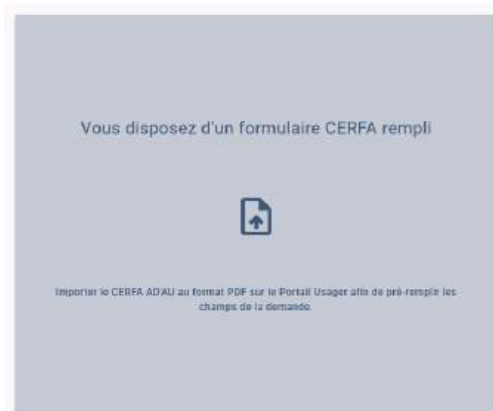 Vous disposez d'un formulaire CERFA rempli
Importer le CERFA AD'AU au format PDF sur le Portail Usager afin de pré-remplir les
champs de la demande.